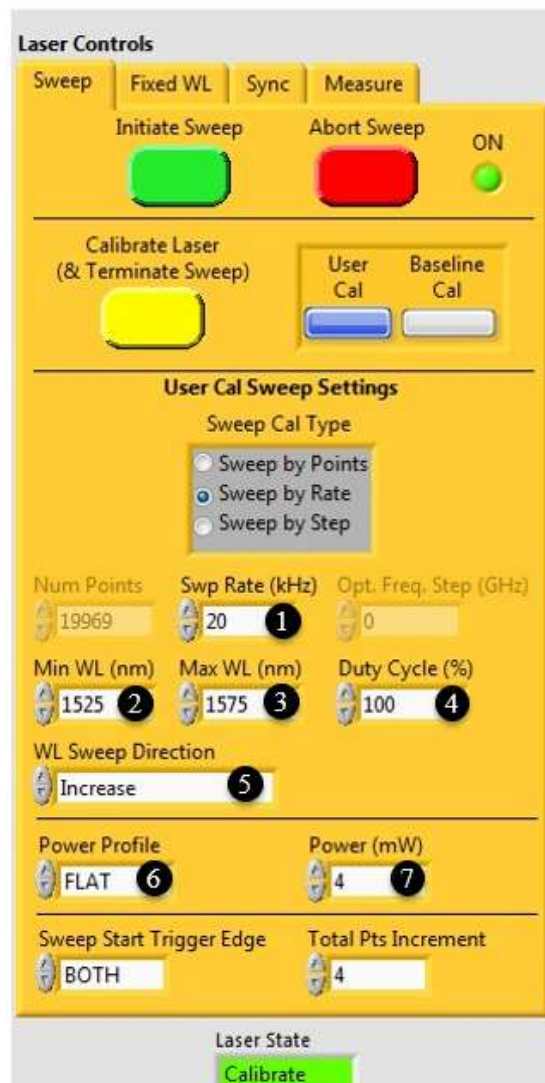 Laser Controls
Sweep Fixed WL Sync Measure
Initiate Sweep Abort Sweep ON
Calibrate Laser
(& Terminate Sweep)
User Cal
Baseline Cal
User Cal Sweep Settings
Sweep Cal Type
Sweep by Points
Sweep by Rate
Sweep by Step
Num Points Swp Rate (kHz) Opt. Freq. Step (GHz)
19969 20 1 0
Min WL (nm) Max WL (nm) Duty Cycle (%)
1525 2 1575 3 100 4
WL Sweep Direction
Increase 5
Power Profile Power (mW)
FLAT 6 4 7
Sweep Start Trigger Edge Total Pts Increment
BOTH 4
Laser State
Calibrate